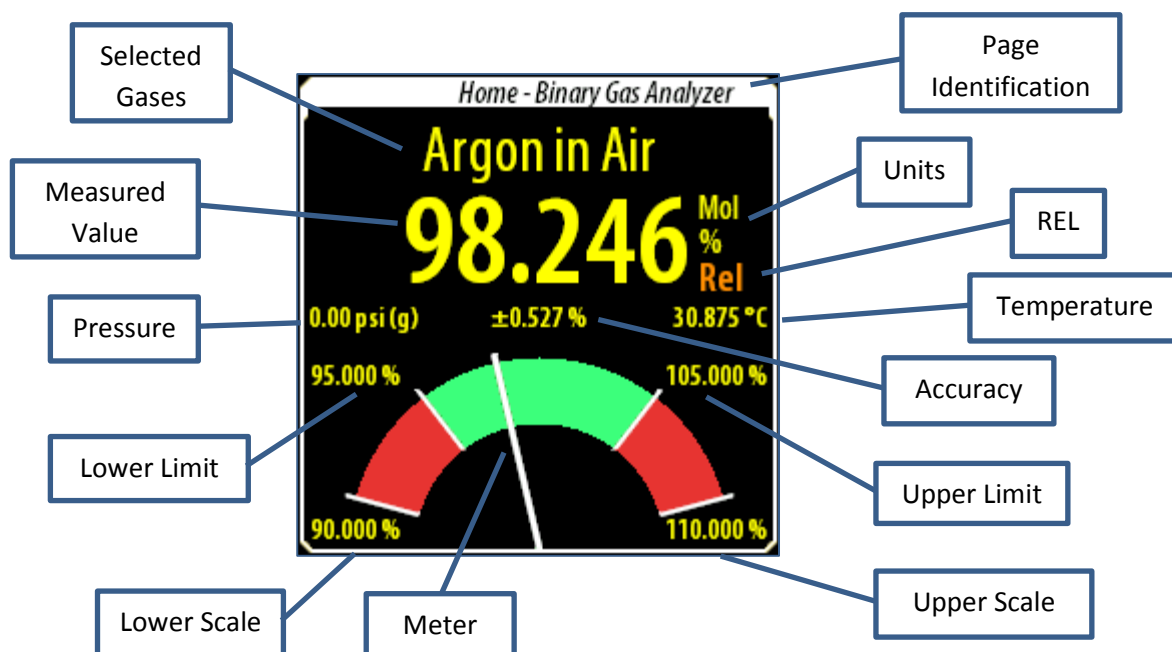 Selected
Gases
Page
Identification
Home - Binary Gas Analyzer
Argon in Air
Measured
Value
98.246
Mol
%
Rel
Units
REL
Pressure
0.00 psi (g)
±0.527 %
30.875 °C
Temperature
95.000 %
105.000 %
Accuracy
Lower Limit
Upper Limit
90.000 %
110.000 %
Lower Scale
Meter
Upper Scale